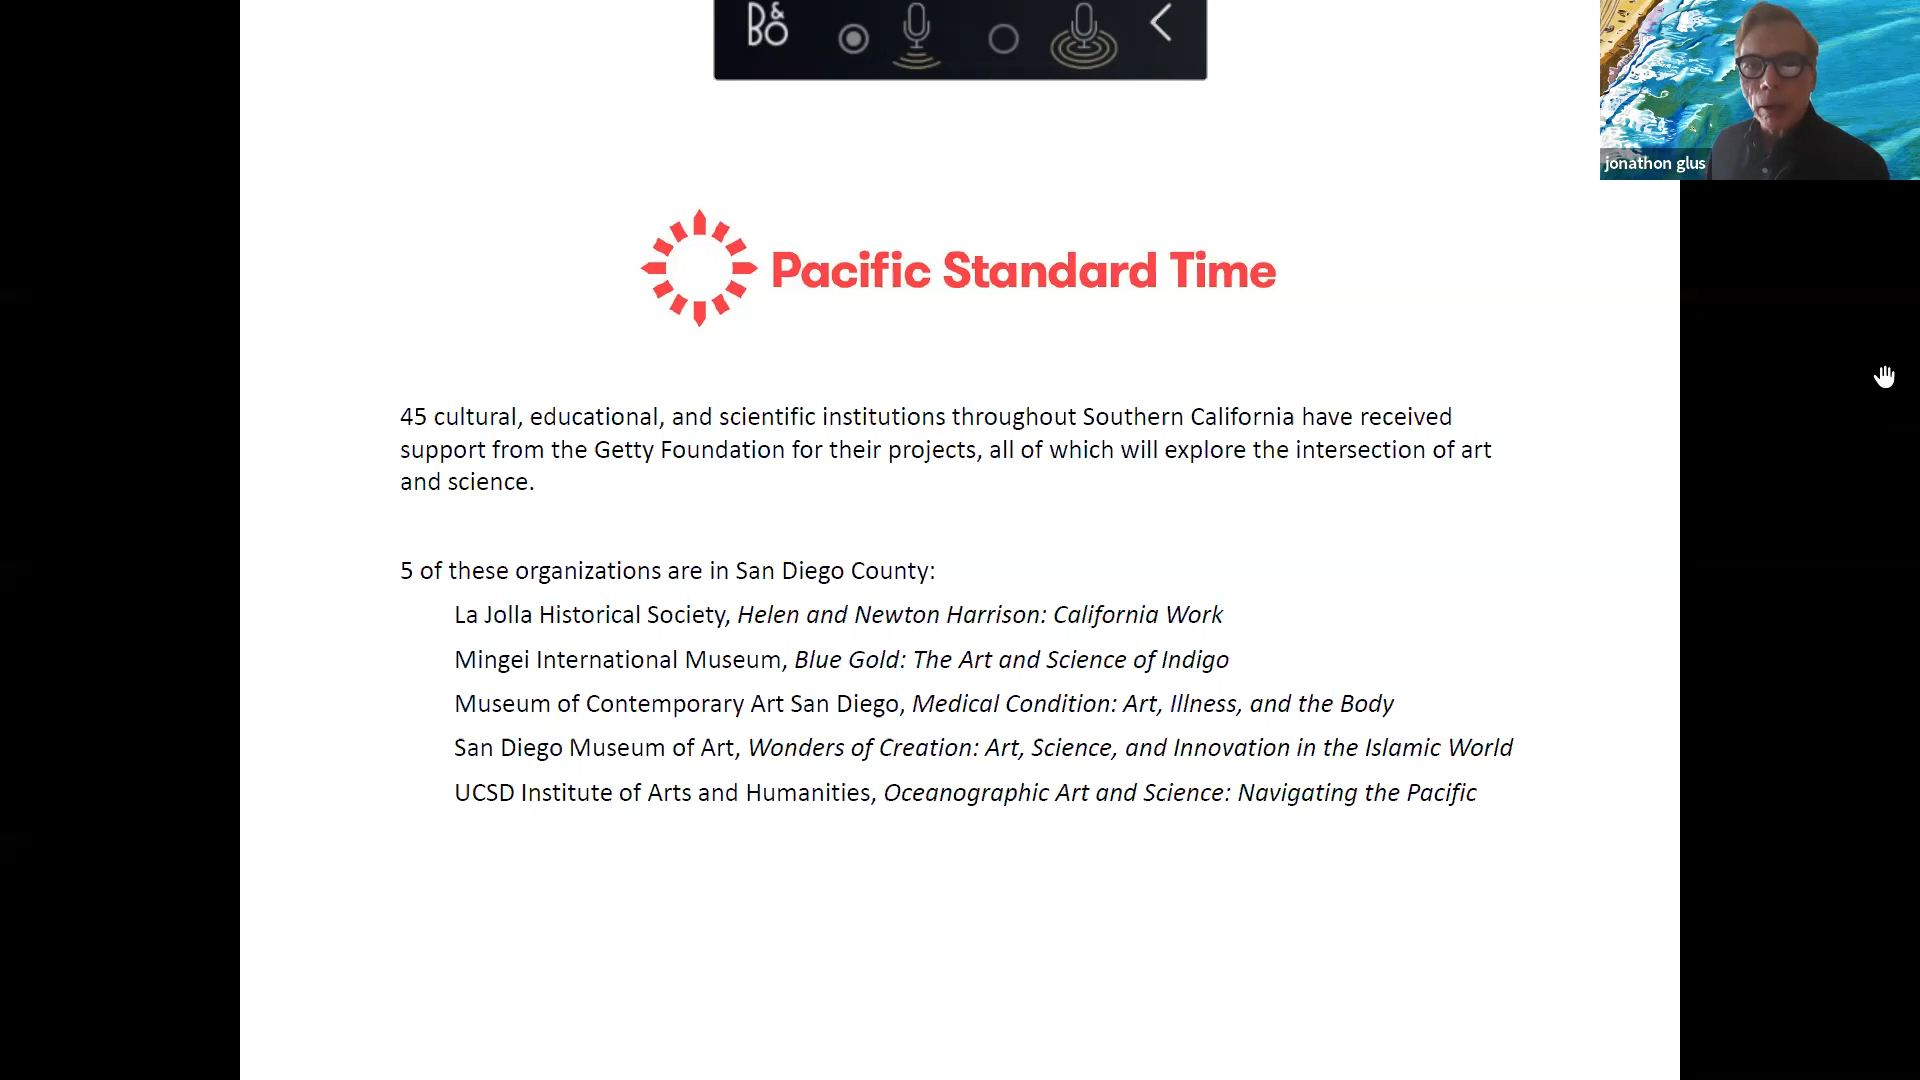 B&O
jonathon glus
Pacific Standard Time
45 cultural, educational, and scientific institutions throughout Southern California have received
support from the Getty Foundation for their projects, all of which will explore the intersection of art
and science.
5 of these organizations are in San Diego County:
La Jolla Historical Society, Helen and Newton Harrison: California Work
Mingei International Museum, Blue Gold: The Art and Science of Indigo
Museum of Contemporary Art San Diego, Medical Condition: Art, Illness, and the Body
San Diego Museum of Art, Wonders of Creation: Art, Science, and Innovation in the Islamic World
UCSD Institute of Arts and Humanities, Oceanographic Art and Science: Navigating the Pacific